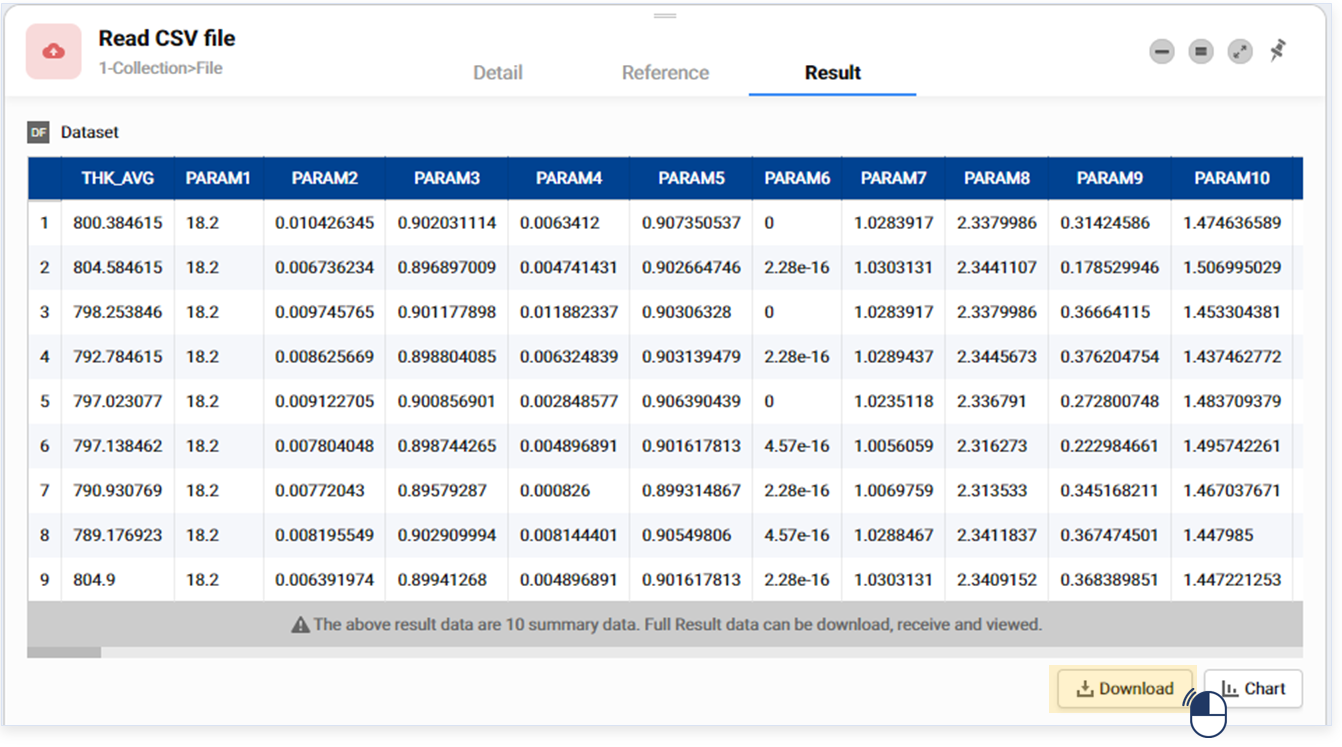 Read CSV file
1-Collection>File
Detail Reference Result
DF Dataset
THK_AVG PARAM1 PARAM2 PARAM3 PARAM4 PARAM5 PARAM6 PARAM7 PARAM8 PARAM9 PARAM10
1 800.384615 18.2 0.010426345 0.902031114 0.0063412 0.907350537 0 1.0283917 2.3379986 0.31424586 1.474636589
2 804.584615 18.2 0.006736234 0.896897009 0.004741431 0.902664746 2.28e-16 1.0303131 2.3441107 0.178529946 1.506995029
3 798.253846 18.2 0.009745765 0.901177898 0.011882337 0.90306328 0 1.0283917 2.3379986 0.36664115 1.453304381
4 792.784615 18.2 0.008625669 0.898804085 0.006324839 0.903139479 2.28e-16 1.0289437 2.3445673 0.376204754 1.437462772
5 797.023077 18.2 0.009122705 0.900856901 0.002848577 0.906390439 0 1.0235118 2.336791 0.272800748 1.483709379
6 797.138462 18.2 0.007804048 0.898744265 0.004896891 0.901617813 4.57e-16 1.0056059 2.316273 0.222984661 1.495742261
7 790.930769 18.2 0.00772043 0.89579287 0.000826 0.899314867 2.28e-16 1.0069759 2.313533 0.345168211 1.467037671
8 789.176923 18.2 0.008195549 0.902909994 0.008144401 0.90549806 4.57e-16 1.0288467 2.3411837 0.367474501 1.447985
9 804.9 18.2 0.006391974 0.89941268 0.004896891 0.901617813 2.28e-16 1.0303131 2.3409152 0.368389851 1.447221253
The above result data are 10 summary data. Full Result data can be download, receive and viewed.
Download Chart